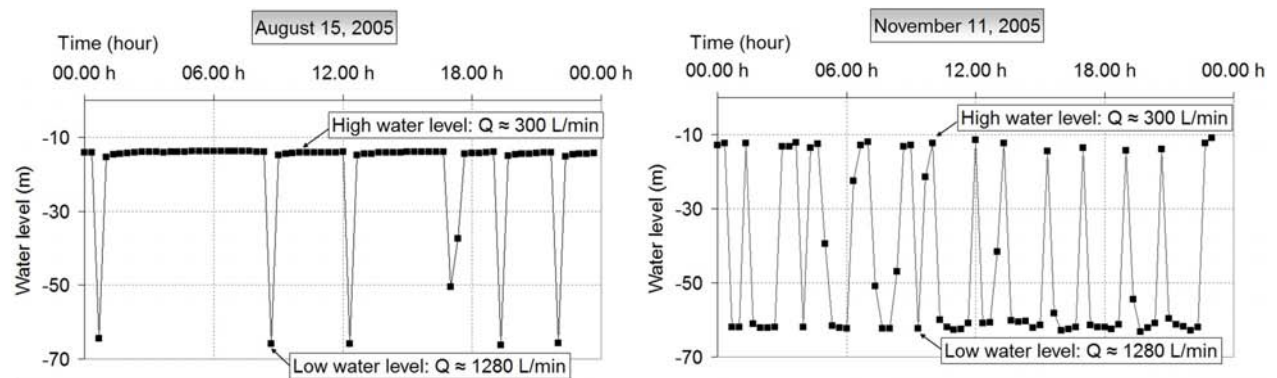 August 15, 2005
Time (hour)
00.00 h 06.00 h 12.00 h 18.00 h 00.00 h
High water level: Q ≈ 300 L/min
-10
-30
-50
-70
Water level (m)
Low water level: Q ≈ 1280 L/min
November 11, 2005
Time (hour)
00.00 h 06.00 h 12.00 h 18.00 h 00.00 h
High water level: Q ≈ 300 L/min
-10
-30
-50
-70
Water level (m)
Low water level: Q ≈ 1280 L/min